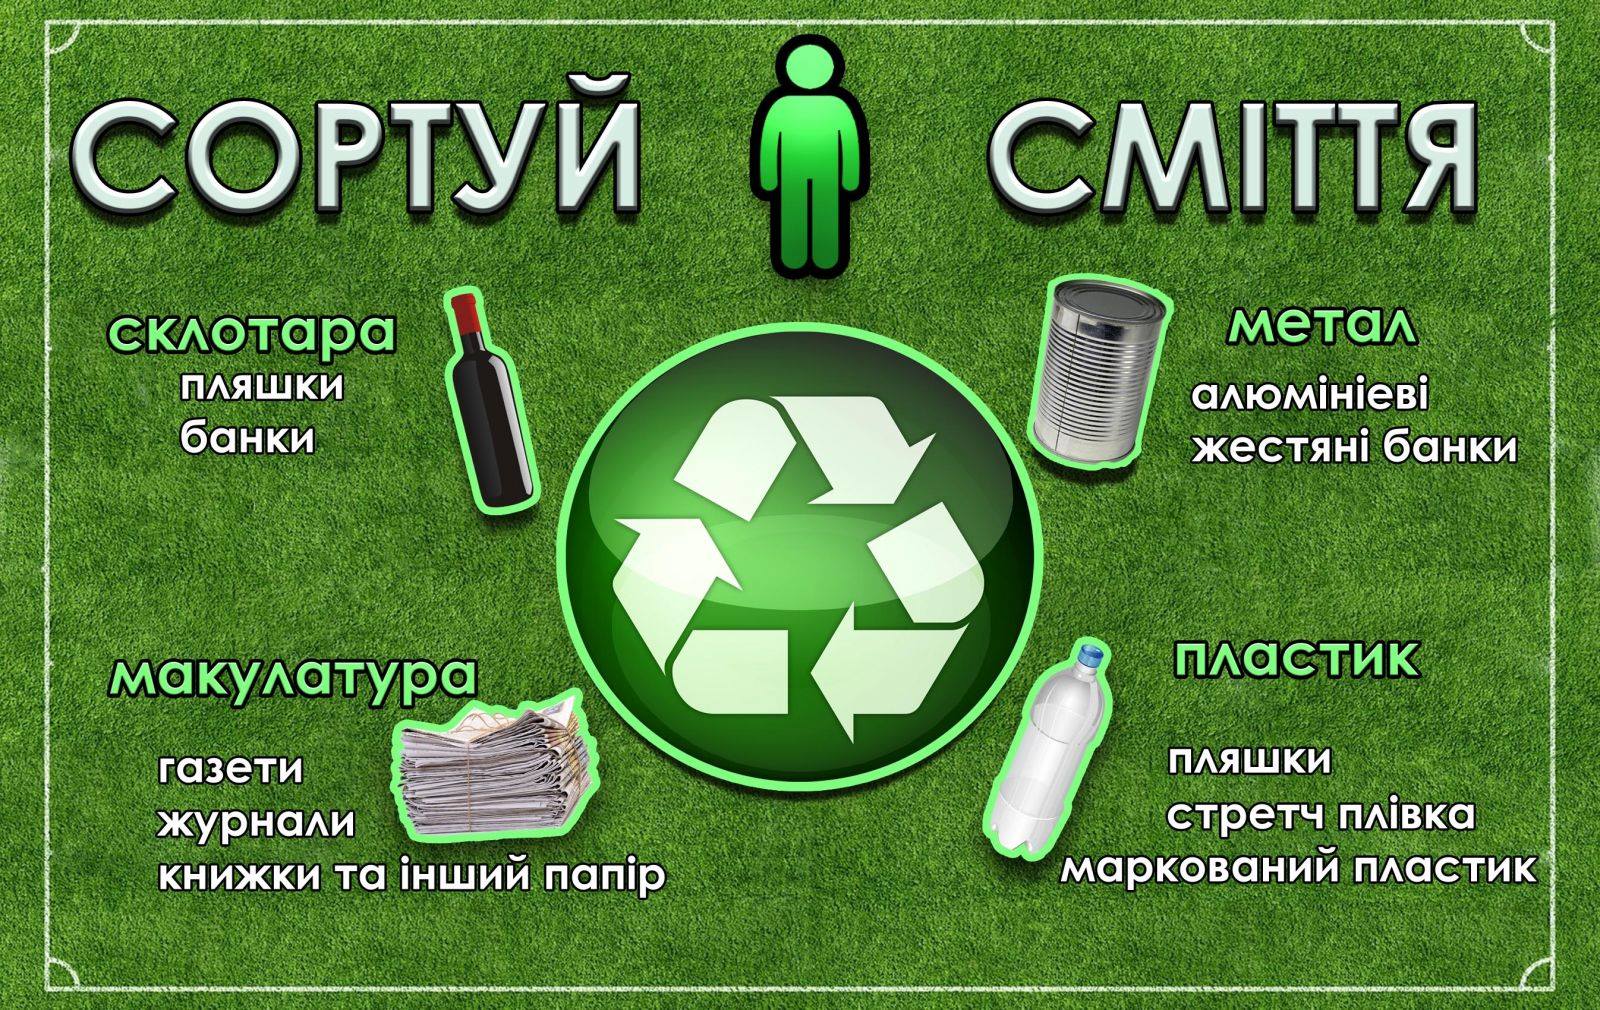 СОРТУЙ СМІТТЯ
склотара
пляшки
банки
метал
алюмінієві
жестяні банки
макулатура
газети
журнали
книжки та інший папір
пластик
пляшки
стретч плівка
маркований пластик